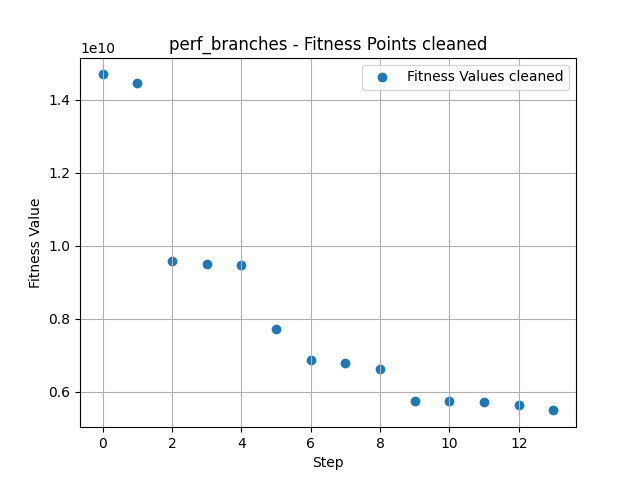 perf_branches - Fitness Points cleaned
1e10
Fitness Values cleaned
1.4
1.2
1.0
0.8
0.6
Fitness Value
0 2 4 6 8 10 12
Step